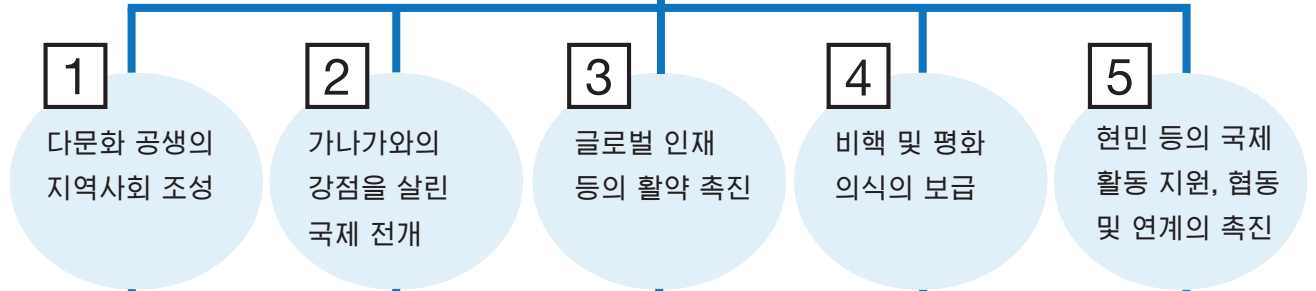 1
다문화 공생의
지역사회 조성
2
가나가와의
강점을 살린
국제 전개
3
글로벌 인재
등의 활약 촉진
4
비핵 및 평화
의식의 보급
5
현민 등의 국제
활동 지원, 협동
및 연계의 촉진